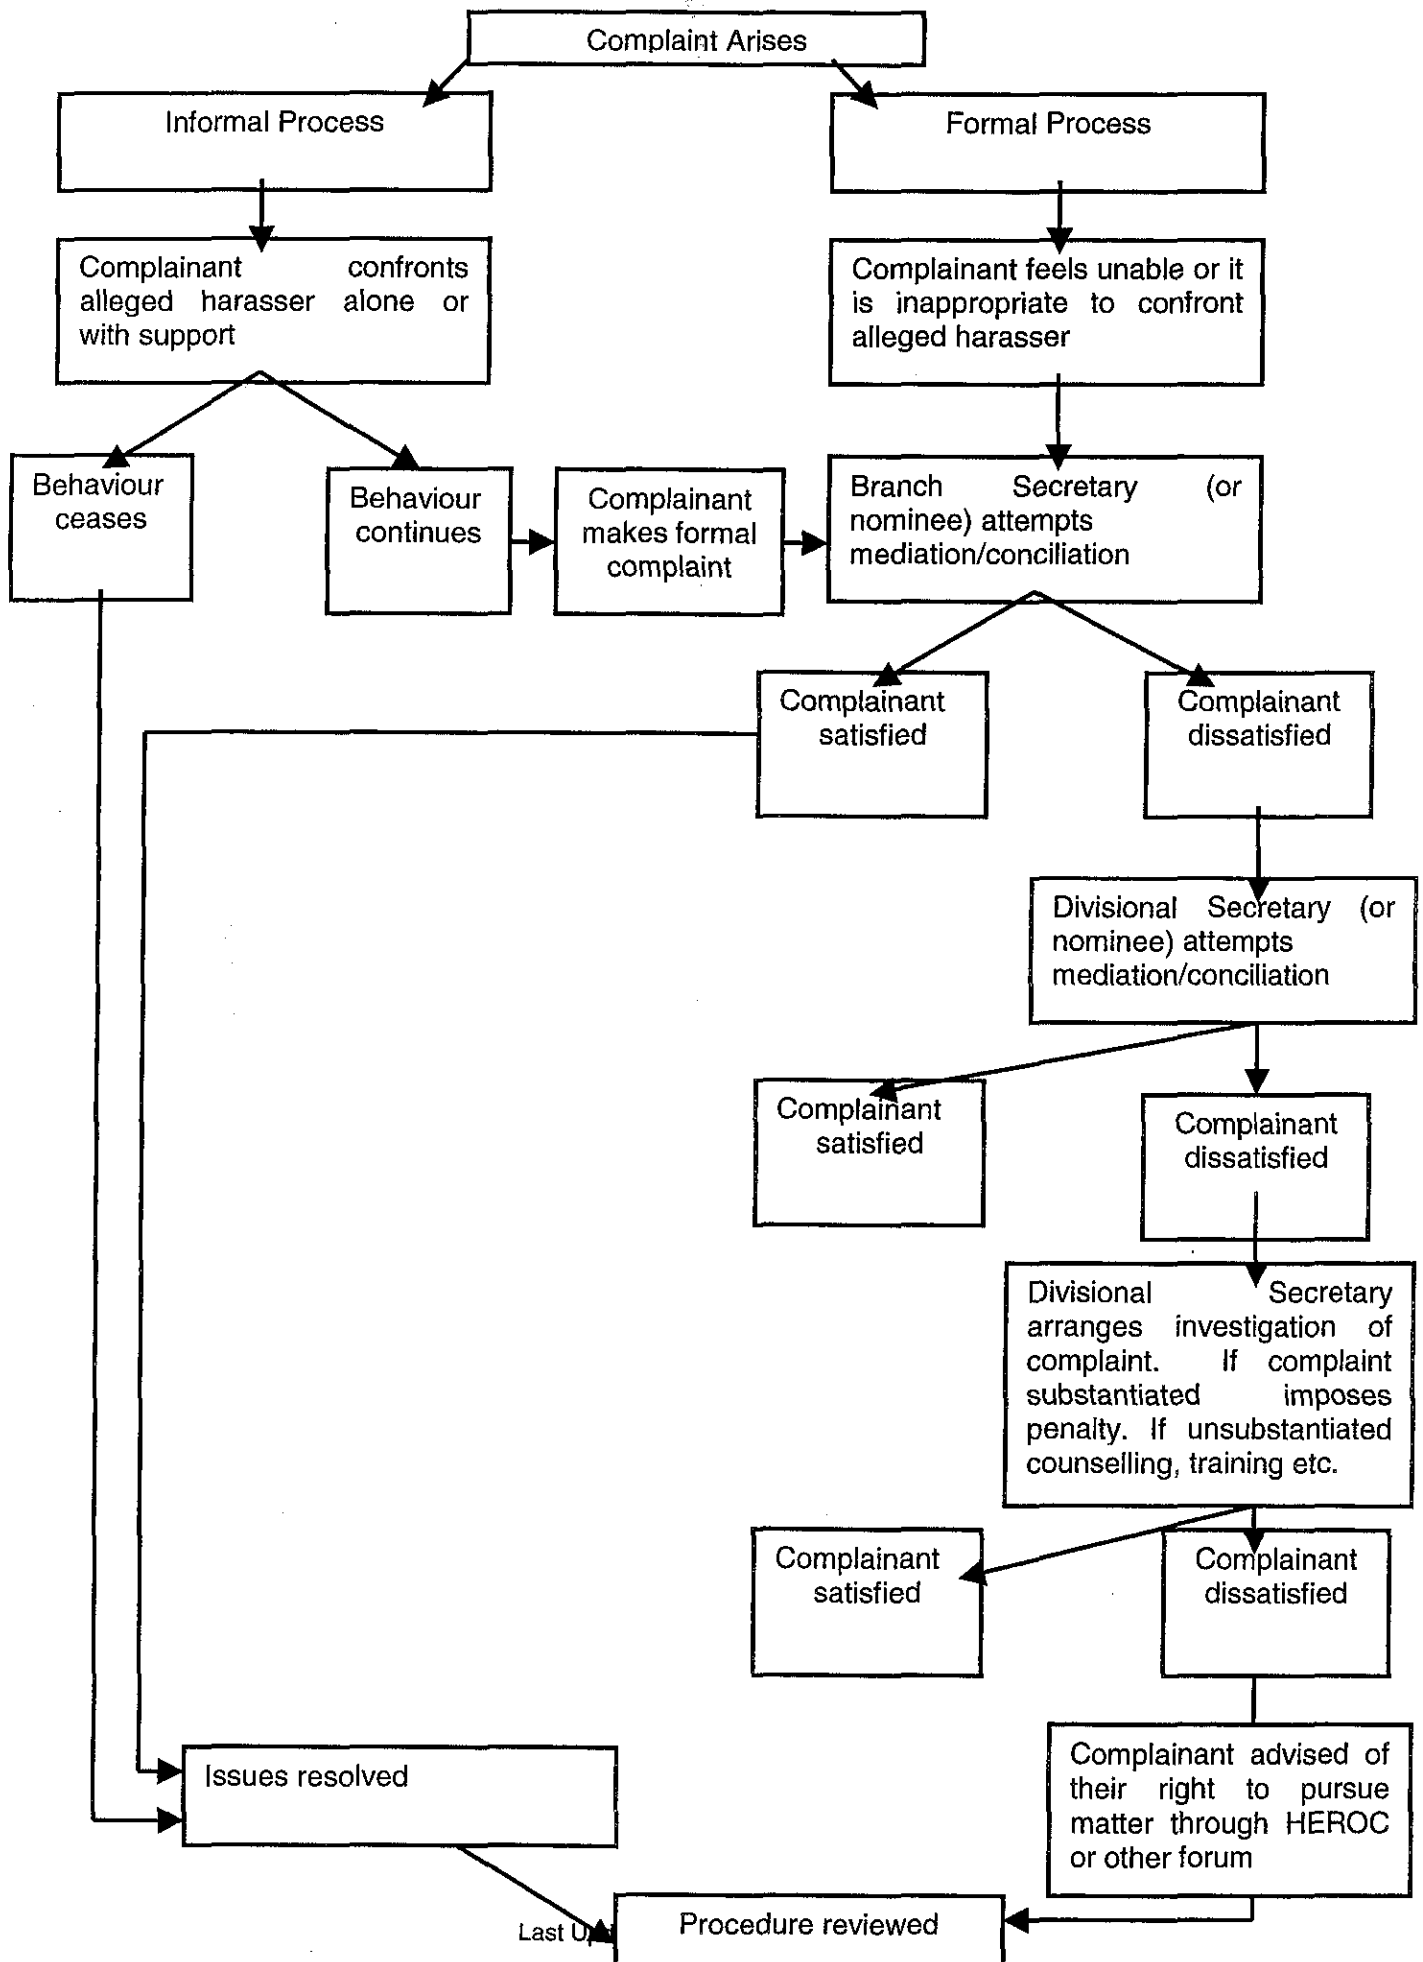 Complaint Arises
Informal Process
Formal Process
Complainant confronts
alleged harasser alone or
with support
Complainant feels unable or it
is inappropriate to confront
alleged harasser
Behaviour
ceases
Behaviour
continues
Complainant
makes formal
complaint
Branch Secretary (or
nominee) attempts
mediation/conciliation
Complainant
satisfied
Complainant
dissatisfied
Divisional Secretary (or
nominee) attempts
mediation/conciliation
Complainant
satisfied
Complainant
dissatisfied
Divisional Secretary
arranges investigation of
complaint. If complaint
substantiated imposes
penalty. If unsubstantiated
counselling, training etc.
Complainant
satisfied
Complainant
dissatisfied
Issues resolved
Complainant advised of
their right to pursue
matter through HEROC
or other forum
Procedure reviewed
Last